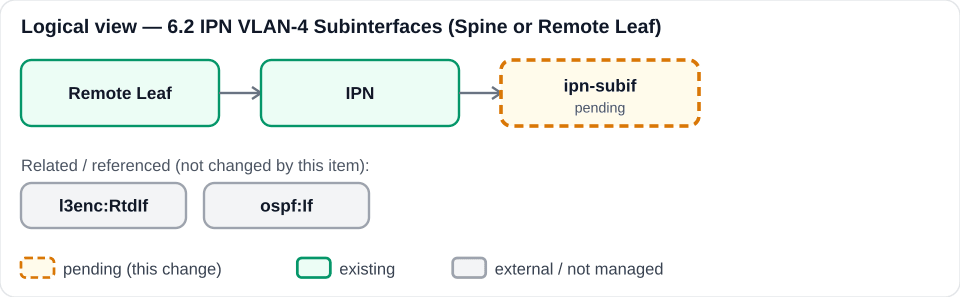 Logical view — 6.2 IPN VLAN-4 Subinterfaces (Spine or Remote Leaf)
Remote Leaf
IPN
ipn-subif
pending
Related / referenced (not changed by this item):
l3enc:RtdIf
ospf:If
pending (this change)
existing
external / not managed